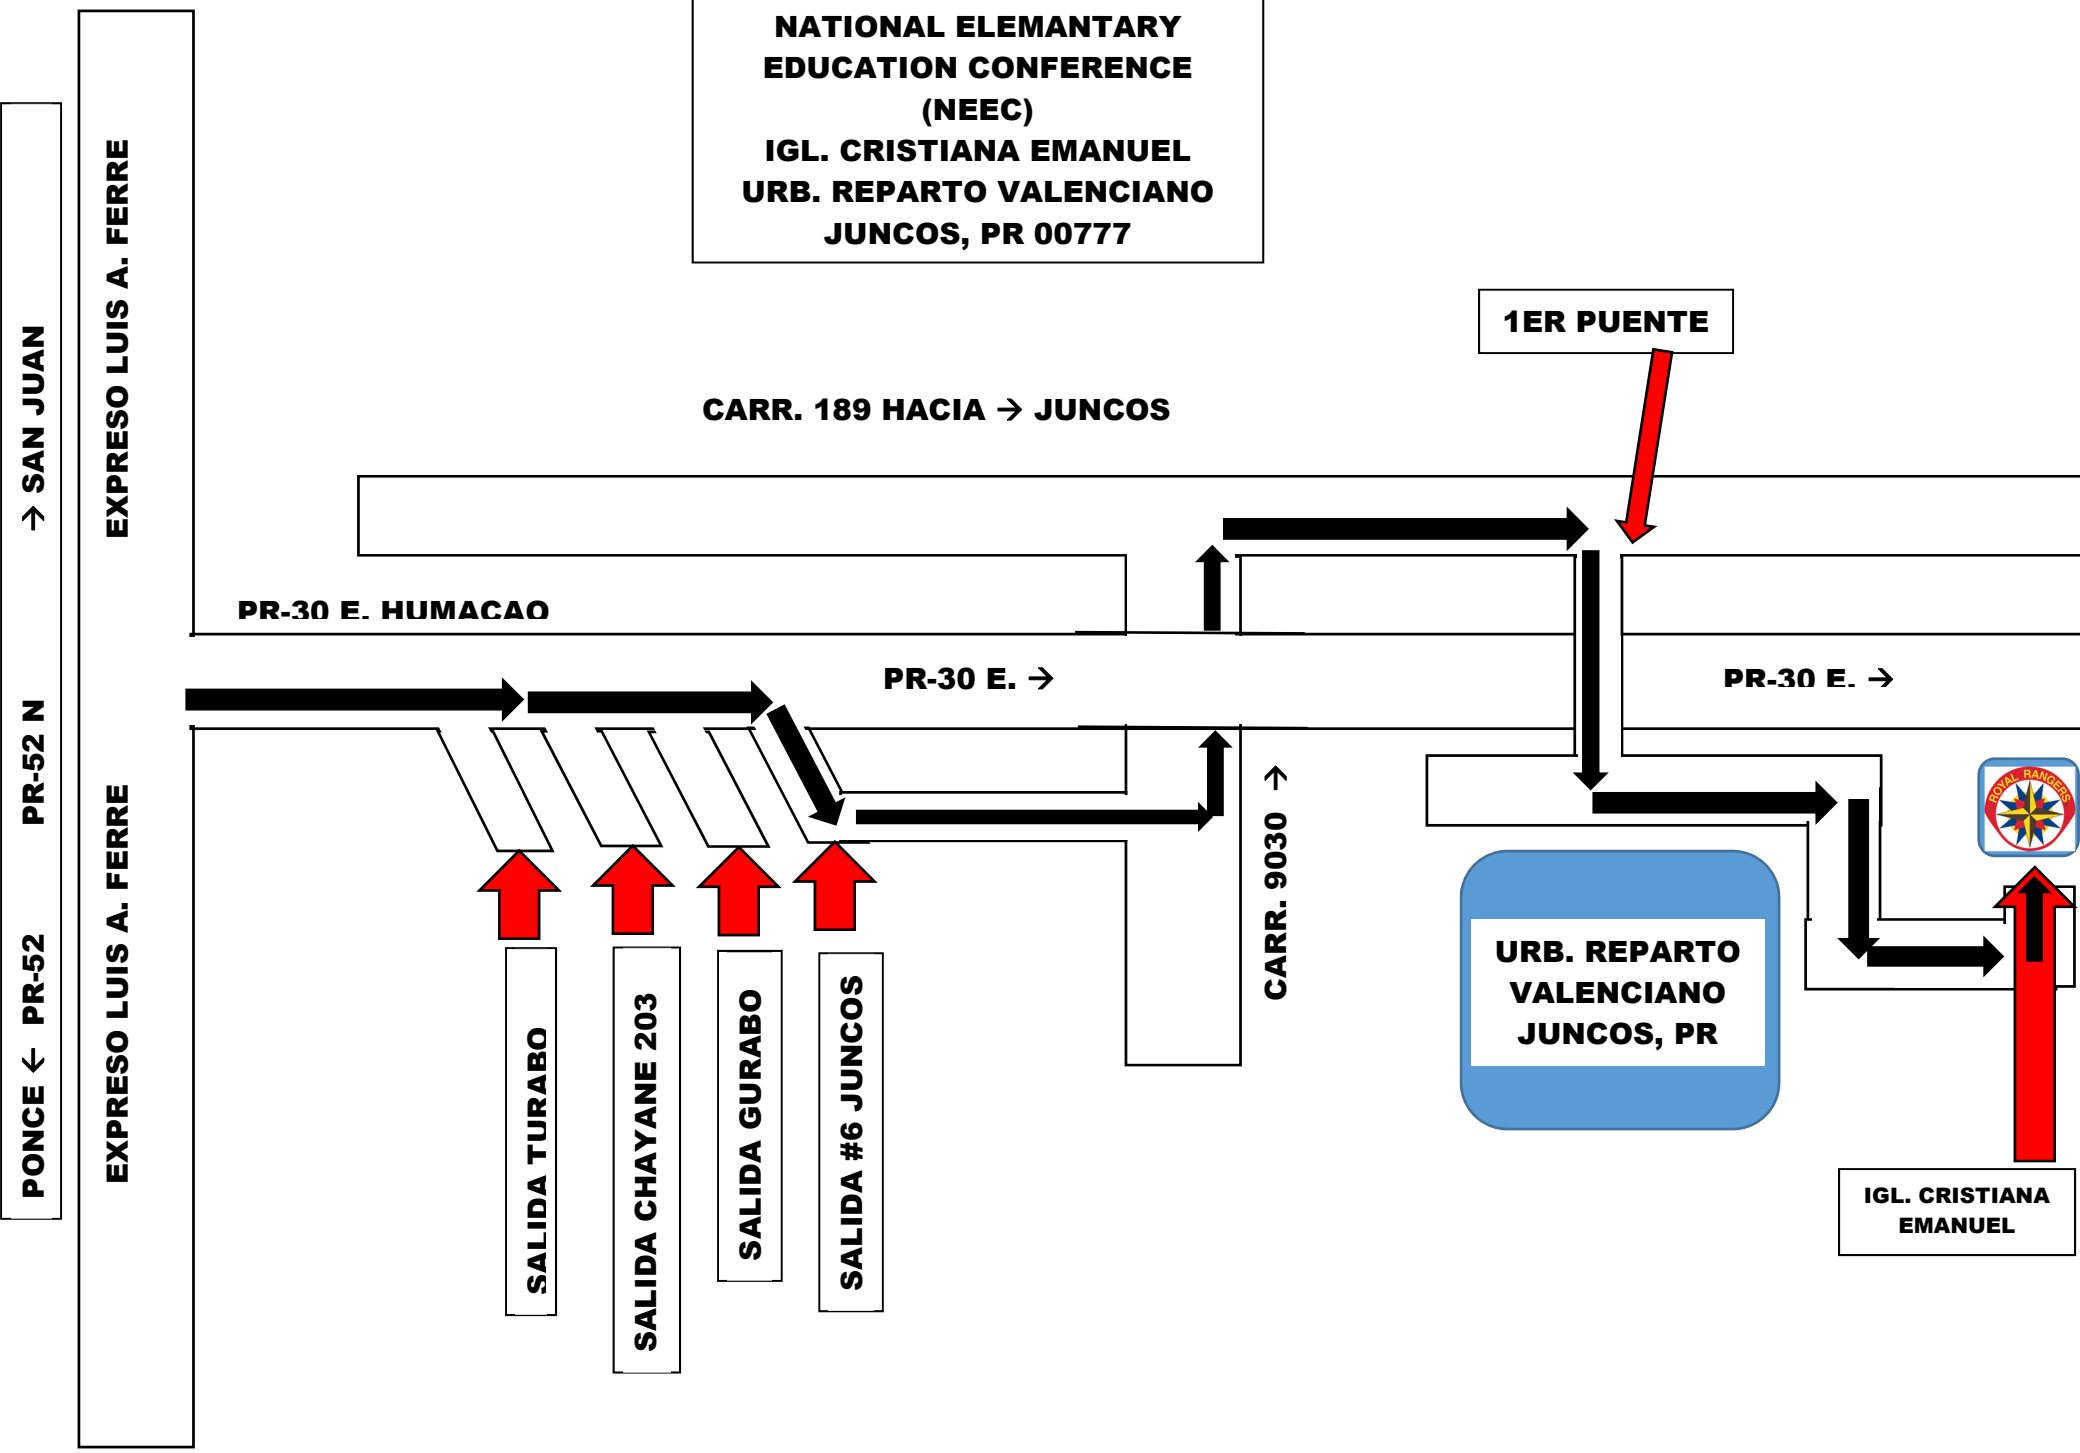 NATIONAL ELEMANTARY
EDUCATION CONFERENCE
(NEEC)
IGL. CRISTIANA EMANUEL
URB. REPARTO VALENCIANO
JUNCOS, PR 00777
1ER PUENTE
CARR. 189 HACIA → JUNCOS
PONCE ← PR-52 PR-52 N → SAN JUAN
EXPRESO LUIS A. FERRE
EXPRESO LUIS A. FERRE
PR-30 E. HUMACAO
PR-30 E. →
PR-30 E. →
CARR. 9030 →
ROYAL RANGERS
SALIDA TURABO
SALIDA CHAYANE 203
SALIDA GURABO
SALIDA #6 JUNCOS
URB. REPARTO
VALENCIANO
JUNCOS, PR
IGL. CRISTIANA
EMANUEL